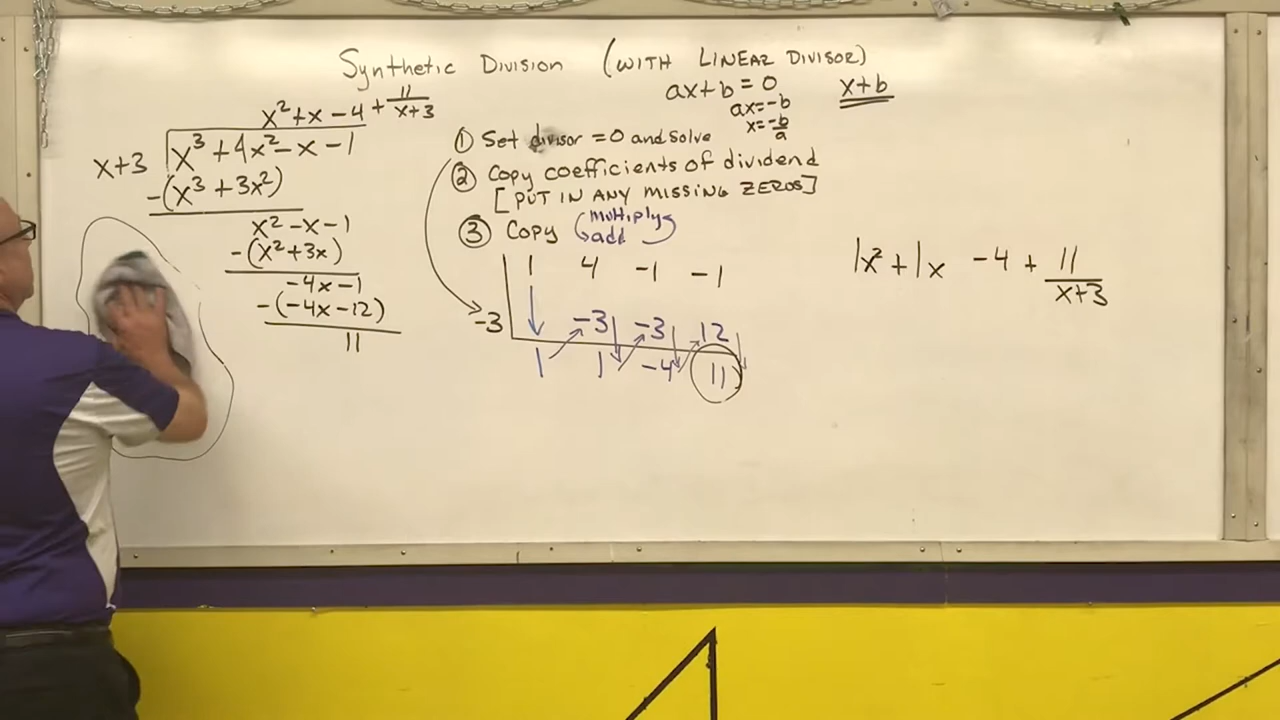 Synthetic Division (WITH LINEAR DIVISOR)
ax+b=0
ax=-b
x=-b/a
x+b
x²+x-4+11/x+3
x+3 x³+4x²-x-1
-(x³+3x²)
x²-x-1
-(x²+3x)
-4x-1
-(-4x-12)
11
① Set divisor =0 and solve
② Copy coefficients of dividend
[PUT IN ANY MISSING ZEROS]
③ Copy (multiply
add)
1 4 -1 -1
-3 -3 -3 12
1 1 -4 11
1x²+1x -4+11/x+3